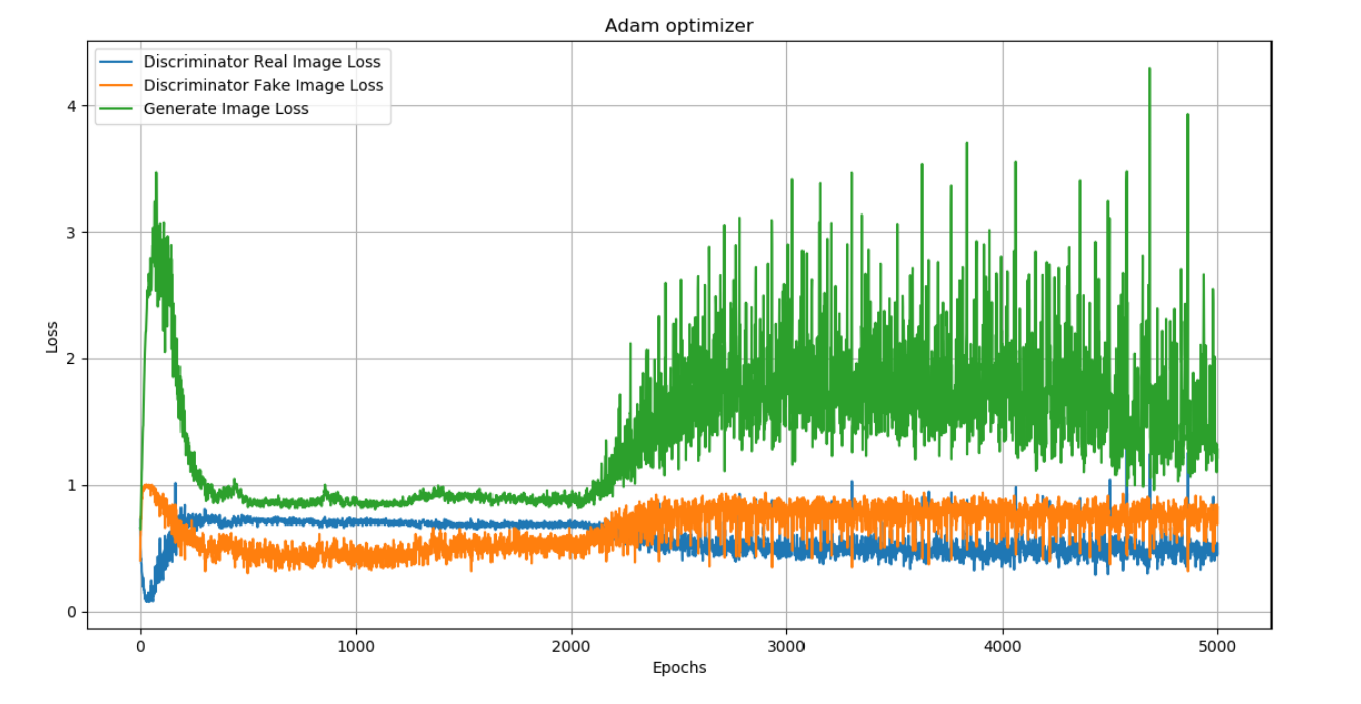 Adam optimizer
Discriminator Real Image Loss
Discriminator Fake Image Loss
Generate Image Loss
Loss
4
3
2
1
0
0 1000 2000 3000 4000 5000
Epochs